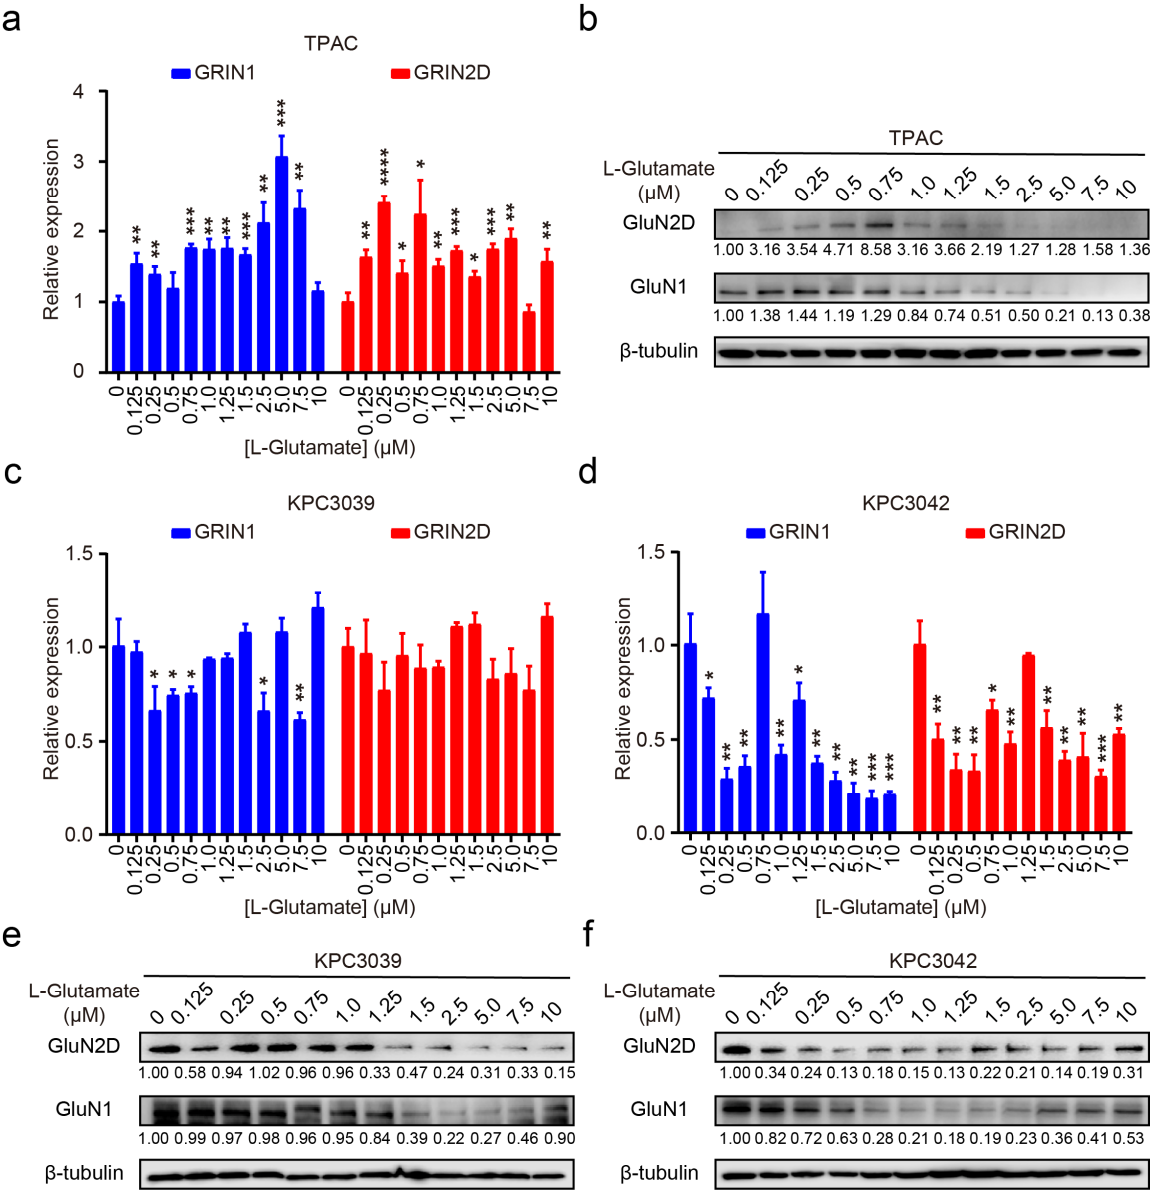 a
TPAC
GRIN1 GRIN2D
Relative expression
4
3
2
1
0
** ** *** ** ** *** ** *** ** ** **** * * ** *** * *** ** **
0 0.125 0.25 0.5 0.75 1.0 1.25 1.5 2.5 5.0 7.5 10 0 0.125 0.25 0.5 0.75 1.0 1.25 1.5 2.5 5.0 7.5 10
[L-Glutamate] (μM)
b
TPAC
L-Glutamate (μM)
0 0.125 0.25 0.5 0.75 1.0 1.25 1.5 2.5 5.0 7.5 10
GluN2D
1.00 3.16 3.54 4.71 8.58 3.16 3.66 2.19 1.27 1.28 1.58 1.36
GluN1
1.00 1.38 1.44 1.19 1.29 0.84 0.74 0.51 0.50 0.21 0.13 0.38
β-tubulin
c
KPC3039
GRIN1 GRIN2D
Relative expression
1.5
1.0
0.5
0.0
* * * * **
0 0.125 0.25 0.5 0.75 1.0 1.25 1.5 2.5 5.0 7.5 10 0 0.125 0.25 0.5 0.75 1.0 1.25 1.5 2.5 5.0 7.5 10
[L-Glutamate] (μM)
d
KPC3042
GRIN1 GRIN2D
Relative expression
1.5
1.0
0.5
0.0
* ** ** ** * ** ** ** *** *** ** ** ** * ** ** ** ** *** **
0 0.125 0.25 0.5 0.75 1.0 1.25 1.5 2.5 5.0 7.5 10 0 0.125 0.25 0.5 0.75 1.0 1.25 1.5 2.5 5.0 7.5 10
[L-Glutamate] (μM)
e
KPC3039
L-Glutamate (μM)
0 0.125 0.25 0.5 0.75 1.0 1.25 1.5 2.5 5.0 7.5 10
GluN2D
1.00 0.58 0.94 1.02 0.96 0.96 0.33 0.47 0.24 0.31 0.33 0.15
GluN1
1.00 0.99 0.97 0.98 0.96 0.95 0.84 0.39 0.22 0.27 0.46 0.90
β-tubulin
f
KPC3042
L-Glutamate (μM)
0 0.125 0.25 0.5 0.75 1.0 1.25 1.5 2.5 5.0 7.5 10
GluN2D
1.00 0.34 0.24 0.13 0.18 0.15 0.13 0.22 0.21 0.14 0.19 0.31
GluN1
1.00 0.82 0.72 0.63 0.28 0.21 0.18 0.19 0.23 0.36 0.41 0.53
β-tubulin